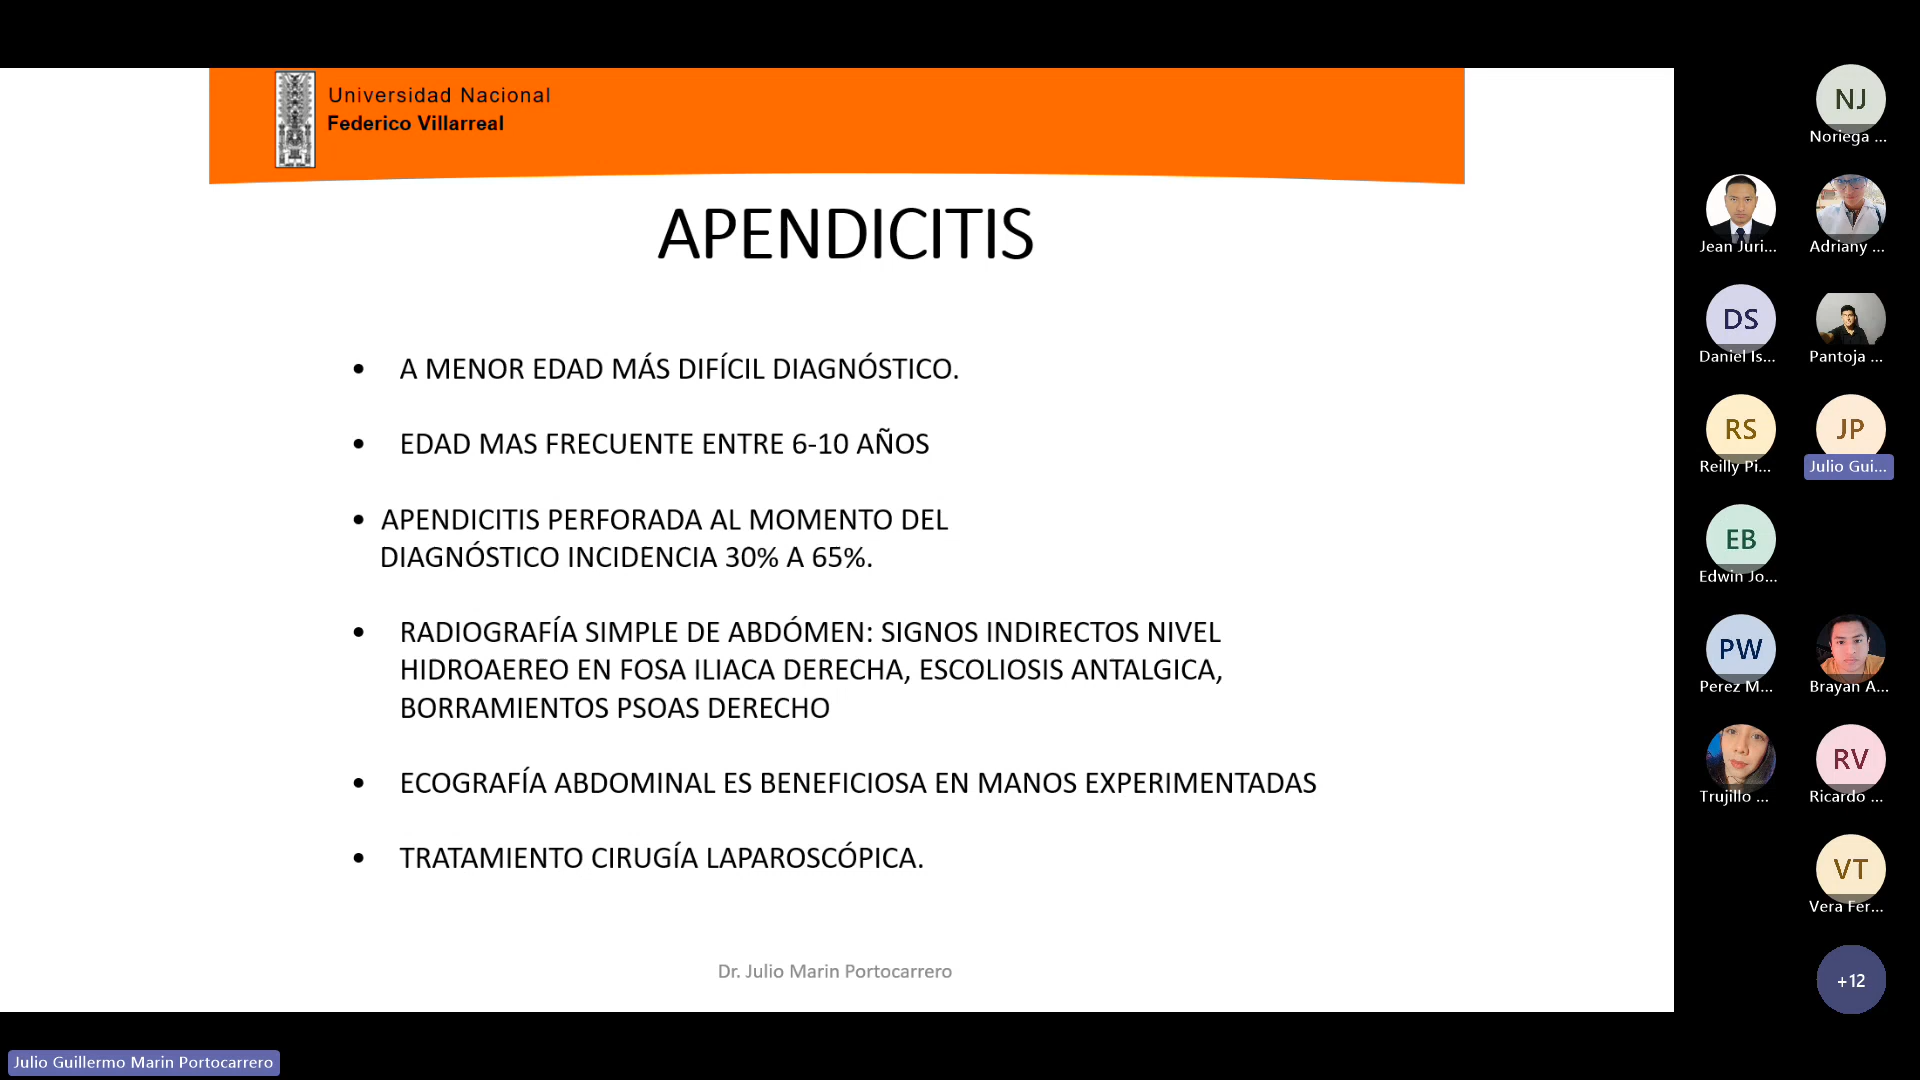 Universidad Nacional
Federico Villarreal
APENDICITIS
• A MENOR EDAD MÁS DIFÍCIL DIAGNÓSTICO.
• EDAD MAS FRECUENTE ENTRE 6-10 AÑOS
• APENDICITIS PERFORADA AL MOMENTO DEL
DIAGNÓSTICO INCIDENCIA 30% A 65%.
• RADIOGRAFÍA SIMPLE DE ABDÓMEN: SIGNOS INDIRECTOS NIVEL
HIDROAEREO EN FOSA ILIACA DERECHA, ESCOLIOSIS ANTALGICA,
BORRAMIENTOS PSOAS DERECHO
• ECOGRAFÍA ABDOMINAL ES BENEFICIOSA EN MANOS EXPERIMENTADAS
• TRATAMIENTO CIRUGÍA LAPAROSCÓPICA.
Dr. Julio Marin Portocarrero
NJ
Noriega ...
Jean Juri...
Adriany ...
DS
Daniel Is...
Pantoja ...
RS
Reilly Pi...
JP
Julio Gui...
EB
Edwin Jo...
PW
Perez M...
Brayan A...
Trujillo ...
RV
Ricardo ...
VT
Vera Fer...
+12
Julio Guillermo Marin Portocarrero